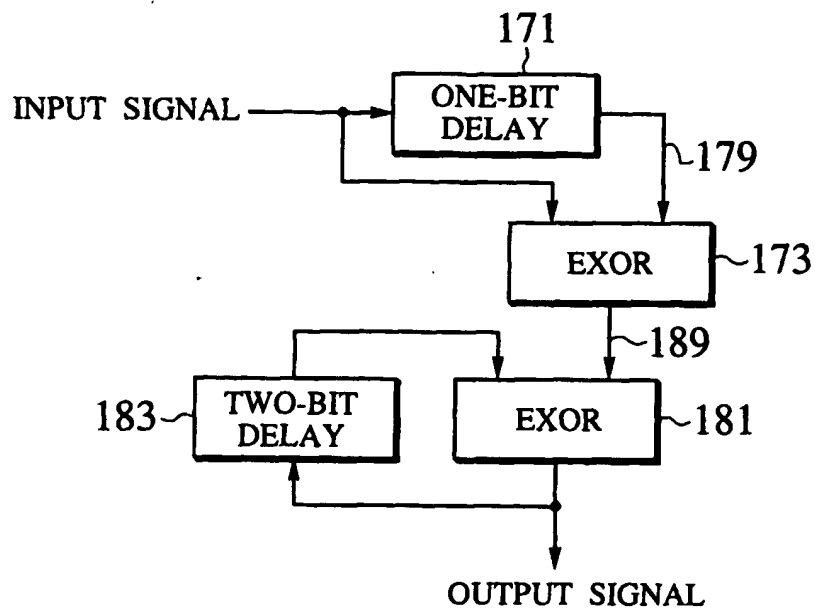 171
INPUT SIGNAL
ONE-BIT
DELAY
179
EXOR
173
189
183
TWO-BIT
DELAY
EXOR
181
OUTPUT SIGNAL